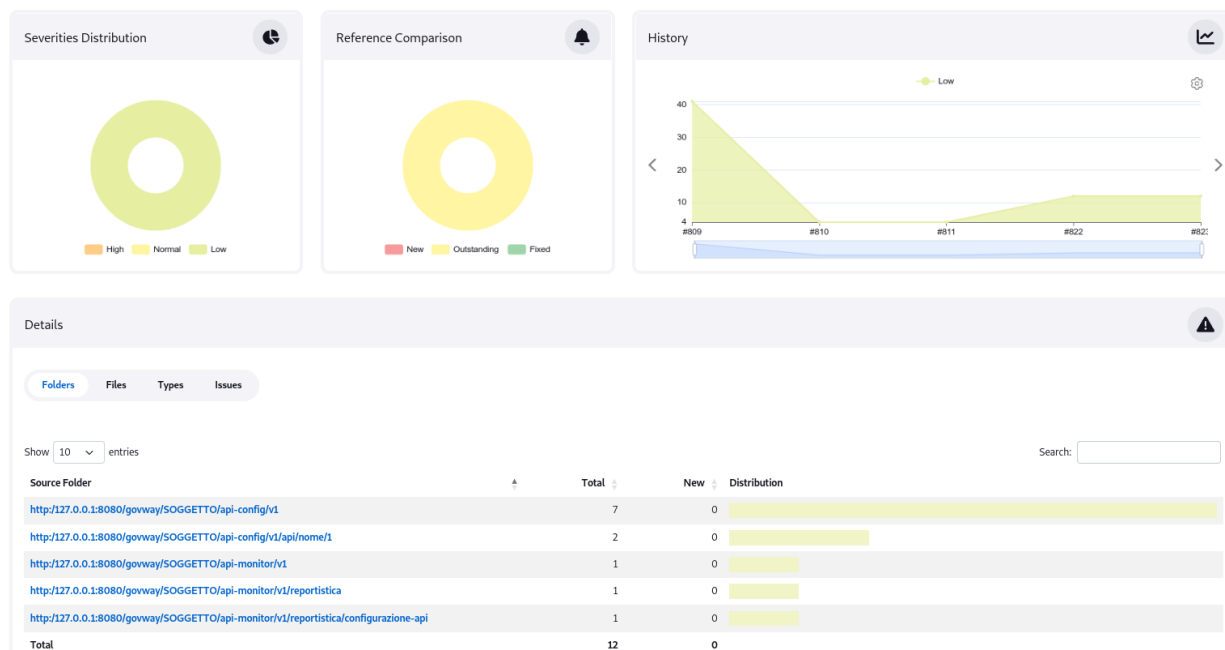 Severities Distribution
High Normal Low
Reference Comparison
New Outstanding Fixed
History
Low
40
30
20
10
4
#809 #810 #811 #822 #823
Details
Folders Files Types Issues
Show 10 entries
Search:
Source Folder Total New Distribution
http:/127.0.0.1:8080/govway/SOGGETTO/api-config/v1 7 0
http:/127.0.0.1:8080/govway/SOGGETTO/api-config/v1/api/nome/1 2 0
http:/127.0.0.1:8080/govway/SOGGETTO/api-monitor/v1 1 0
http:/127.0.0.1:8080/govway/SOGGETTO/api-monitor/v1/reportistica 1 0
http:/127.0.0.1:8080/govway/SOGGETTO/api-monitor/v1/reportistica/configurazione-api 1 0
Total 12 0